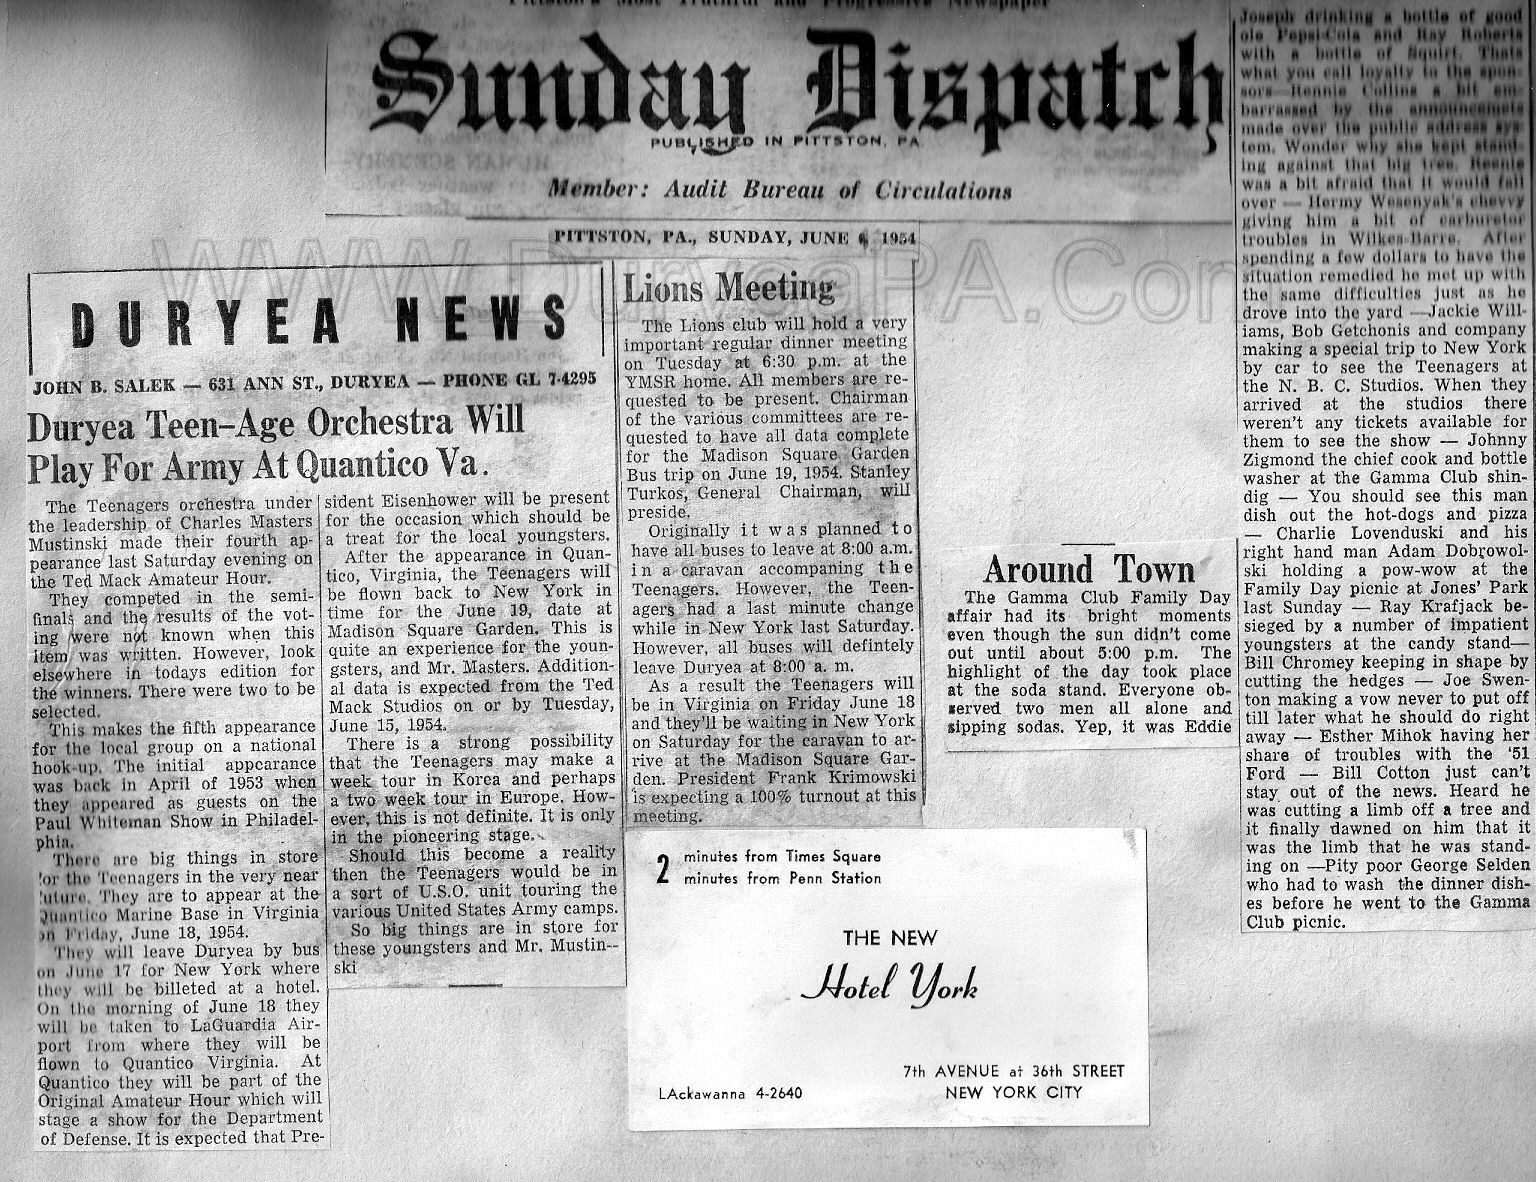 Pittston's Most Truthful and Progressive Newspaper
Sunday Dispatch
PUBLISHED IN PITTSTON, PA.
Member: Audit Bureau of Circulations
PITTSTON, PA., SUNDAY, JUNE 1954
WWW.DuryeaPA.Com
DURYEA NEWS
JOHN B. SALEK — 631 ANN ST., DURYEA — PHONE GL 7-4295
Duryea Teen-Age Orchestra Will
Play For Army At Quantico Va.
The Teenagers orchestra under
the leadership of Charles Masters
Mustinski made their fourth ap-
pearance last Saturday evening on
the Ted Mack Amateur Hour.
They competed in the semi-
finals and the results of the vot-
ing were not known when this
item was written. However, look
elsewhere in todays edition for
the winners. There were two to be
selected.
This makes the fifth appearance
for the local group on a national
hook-up. The initial appearance
was back in April of 1953 when
they appeared as guests on the
Paul Whiteman Show in Philadel-
phia.
There are big things in store
for the Teenagers in the very near
future. They are to appear at the
Quantico Marine Base in Virginia
on Friday, June 18, 1954.
They will leave Duryea by bus
on June 17 for New York where
they will be billeted at a hotel.
On the morning of June 18 they
will be taken to LaGuardia Air-
port from where they will be
flown to Quantico Virginia. At
Quantico they will be part of the
Original Amateur Hour which will
stage a show for the Department
of Defense. It is expected that Pre-
sident Eisenhower will be present
for the occasion which should be
a treat for the local youngsters.
After the appearance in Quan-
tico, Virginia, the Teenagers will
be flown back to New York in
time for the June 19, date at
Madison Square Garden. This is
quite an experience for the youn-
gsters, and Mr. Masters. Addition-
al data is expected from the Ted
Mack Studios on or by Tuesday,
June 15, 1954.
There is a strong possibility
that the Teenagers may make a
week tour in Korea and perhaps
a two week tour in Europe. How-
ever, this is not definite. It is only
in the pioneering stage.
Should this become a reality
then the Teenagers would be in
a sort of U.S.O. unit touring the
various United States Army camps.
So big things are in store for
these youngsters and Mr. Mustin--
ski
Lions Meeting
The Lions club will hold a very
important regular dinner meeting
on Tuesday at 6:30 p.m. at the
YMSR home. All members are re-
quested to be present. Chairman
of the various committees are re-
quested to have all data complete
for the Madison Square Garden
Bus trip on June 19, 1954. Stanley
Turkos, General Chairman, will
preside.
Originally it was planned to
have all buses to leave at 8:00 a.m.
in a caravan accompaning the
Teenagers. However, the Teen-
agers had a last minute change
while in New York last Saturday.
However, all buses will defintely
leave Duryea at 8:00 a. m.
As a result the Teenagers will
be in Virginia on Friday June 18
and they'll be waiting in New York
on Saturday for the caravan to ar-
rive at the Madison Square Gar-
den. President Frank Krimowski
is expecting a 100% turnout at this
meeting.
2 minutes from Times Square
minutes from Penn Station
THE NEW
Hotel York
7th AVENUE at 36th STREET
LAckawanna 4-2640 NEW YORK CITY
Around Town
The Gamma Club Family Day
affair had its bright moments
even though the sun didn't come
out until about 5:00 p.m. The
highlight of the day took place
at the soda stand. Everyone ob-
served two men all alone and
sipping sodas. Yep, it was Eddie
Joseph drinking a bottle of good
ole Pepsi-Cola and Ray Roberts
with a bottle of Squirt. Thats
what you call loyalty to the spon-
sors—Rennie Collins a bit em-
barrassed by the announcemets
made over the public address sys-
tem. Wonder why she kept stand-
ing against that big tree. Reenie
was a bit afraid that it would fall
over — Hermy Wesenyak's chevvy
giving him a bit of carburetor
troubles in Wilkes-Barre. After
spending a few dollars to have the
situation remedied he met up with
the same difficulties just as he
drove into the yard —Jackie Will-
iams, Bob Getchonis and company
making a special trip to New York
by car to see the Teenagers at
the N. B. C. Studios. When they
arrived at the studios there
weren't any tickets available for
them to see the show — Johnny
Zigmond the chief cook and bottle
washer at the Gamma Club shin-
dig — You should see this man
dish out the hot-dogs and pizza
— Charlie Lovenduski and his
right hand man Adam Dobrowol-
ski holding a pow-wow at the
Family Day picnic at Jones' Park
last Sunday — Ray Krafjack be-
sieged by a number of impatient
youngsters at the candy stand—
Bill Chromey keeping in shape by
cutting the hedges — Joe Swen-
ton making a vow never to put off
till later what he should do right
away — Esther Mihok having her
share of troubles with the '51
Ford — Bill Cotton just can't
stay out of the news. Heard he
was cutting a limb off a tree and
it finally dawned on him that it
was the limb that he was stand-
ing on —Pity poor George Selden
who had to wash the dinner dish-
es before he went to the Gamma
Club picnic.